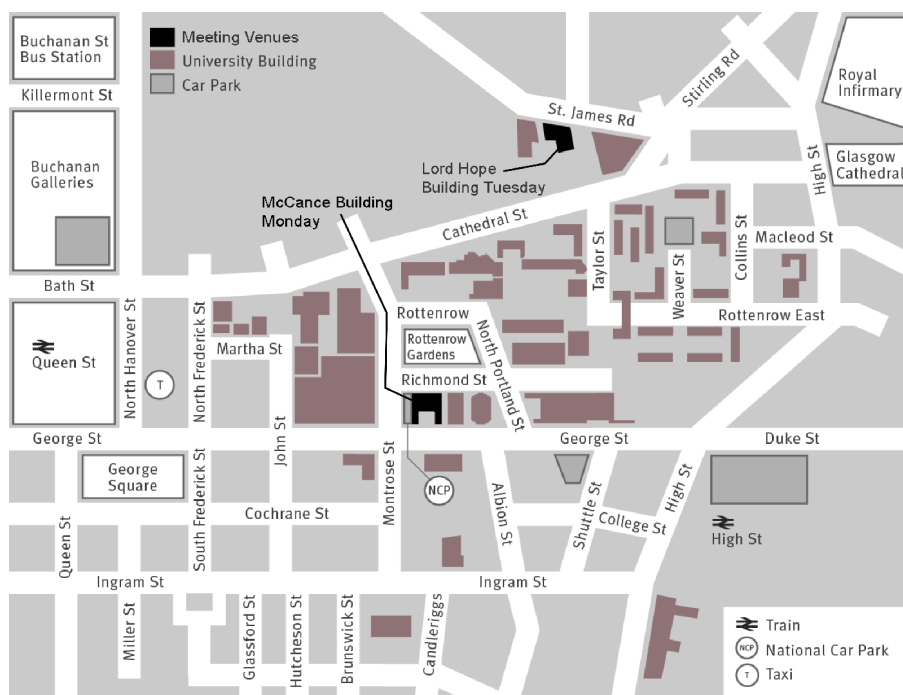 Buchanan St
Bus Station
Meeting Venues
University Building
Car Park
Killermont St
Stirling Rd
Royal
Infirmary
St. James Rd
Buchanan
Galleries
Lord Hope
Building Tuesday
High St
Glasgow
Cathedral
McCance Building
Monday
Cathedral St
Taylor St
Collins St
Macleod St
Bath St
Weaver St
Rottenrow
Rottenrow East
North Hanover St
North Frederick St
Queen St
Martha St
Rottenrow
Gardens
North Portland St
T
Richmond St
George St
John St
George St
Duke St
George
Square
South Frederick St
Montrose St
NCP
Albion St
Shuttle St
High St
Cochrane St
College St
High St
Queen St
Ingram St
Ingram St
Miller St
Glassford St
Hutcheson St
Brunswick St
Candleriggs
Train
NCP
National Car Park
T
Taxi